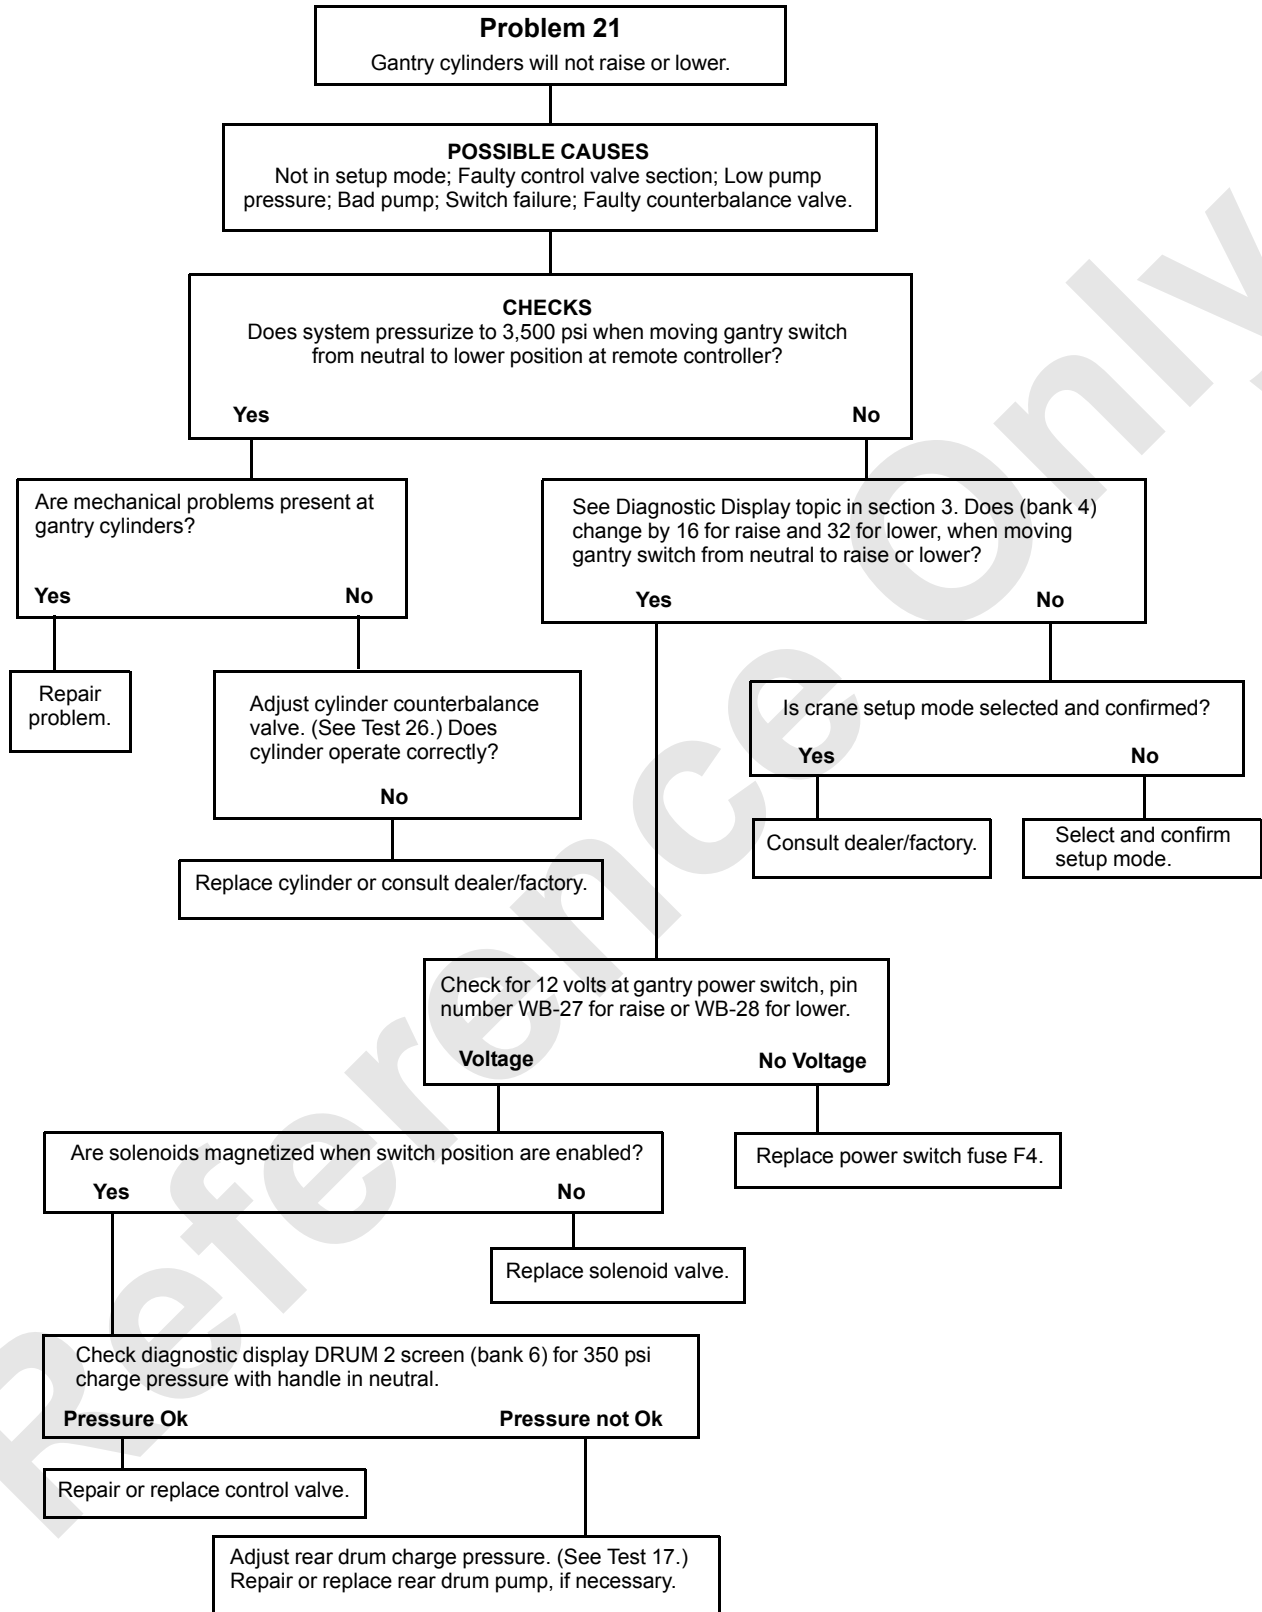 Problem 21
Gantry cylinders will not raise or lower.
POSSIBLE CAUSES
Not in setup mode; Faulty control valve section; Low pump
pressure; Bad pump; Switch failure; Faulty counterbalance valve.
CHECKS
Does system pressurize to 3,500 psi when moving gantry switch
from neutral to lower position at remote controller?
Yes
No
Are mechanical problems present at
gantry cylinders?
Yes
No
See Diagnostic Display topic in section 3. Does (bank 4)
change by 16 for raise and 32 for lower, when moving
gantry switch from neutral to raise or lower?
Yes
No
Repair
problem.
Adjust cylinder counterbalance
valve. (See Test 26.) Does
cylinder operate correctly?
No
Is crane setup mode selected and confirmed?
Yes
No
Consult dealer/factory.
Select and confirm
setup mode.
Replace cylinder or consult dealer/factory.
Check for 12 volts at gantry power switch, pin
number WB-27 for raise or WB-28 for lower.
Voltage
No Voltage
Are solenoids magnetized when switch position are enabled?
Yes
No
Replace power switch fuse F4.
Replace solenoid valve.
Check diagnostic display DRUM 2 screen (bank 6) for 350 psi
charge pressure with handle in neutral.
Pressure Ok
Pressure not Ok
Repair or replace control valve.
Adjust rear drum charge pressure. (See Test 17.)
Repair or replace rear drum pump, if necessary.
Reference Only